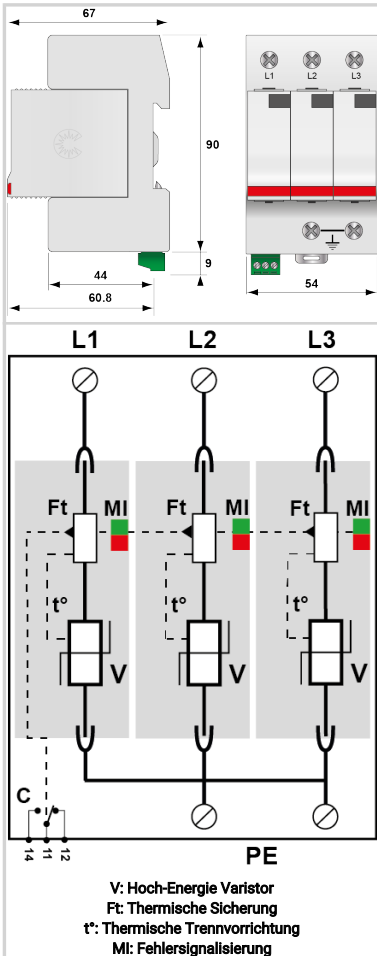 67
L1 L2 L3
90
9
44
60.8
54
L1 L2 L3
Ft MI Ft MI Ft MI
t° t° t°
V V V
C
14 11 12
PE
V: Hoch-Energie Varistor
Ft: Thermische Sicherung
t°: Thermische Trennvorrichtung
MI: Fehlersignalisierung